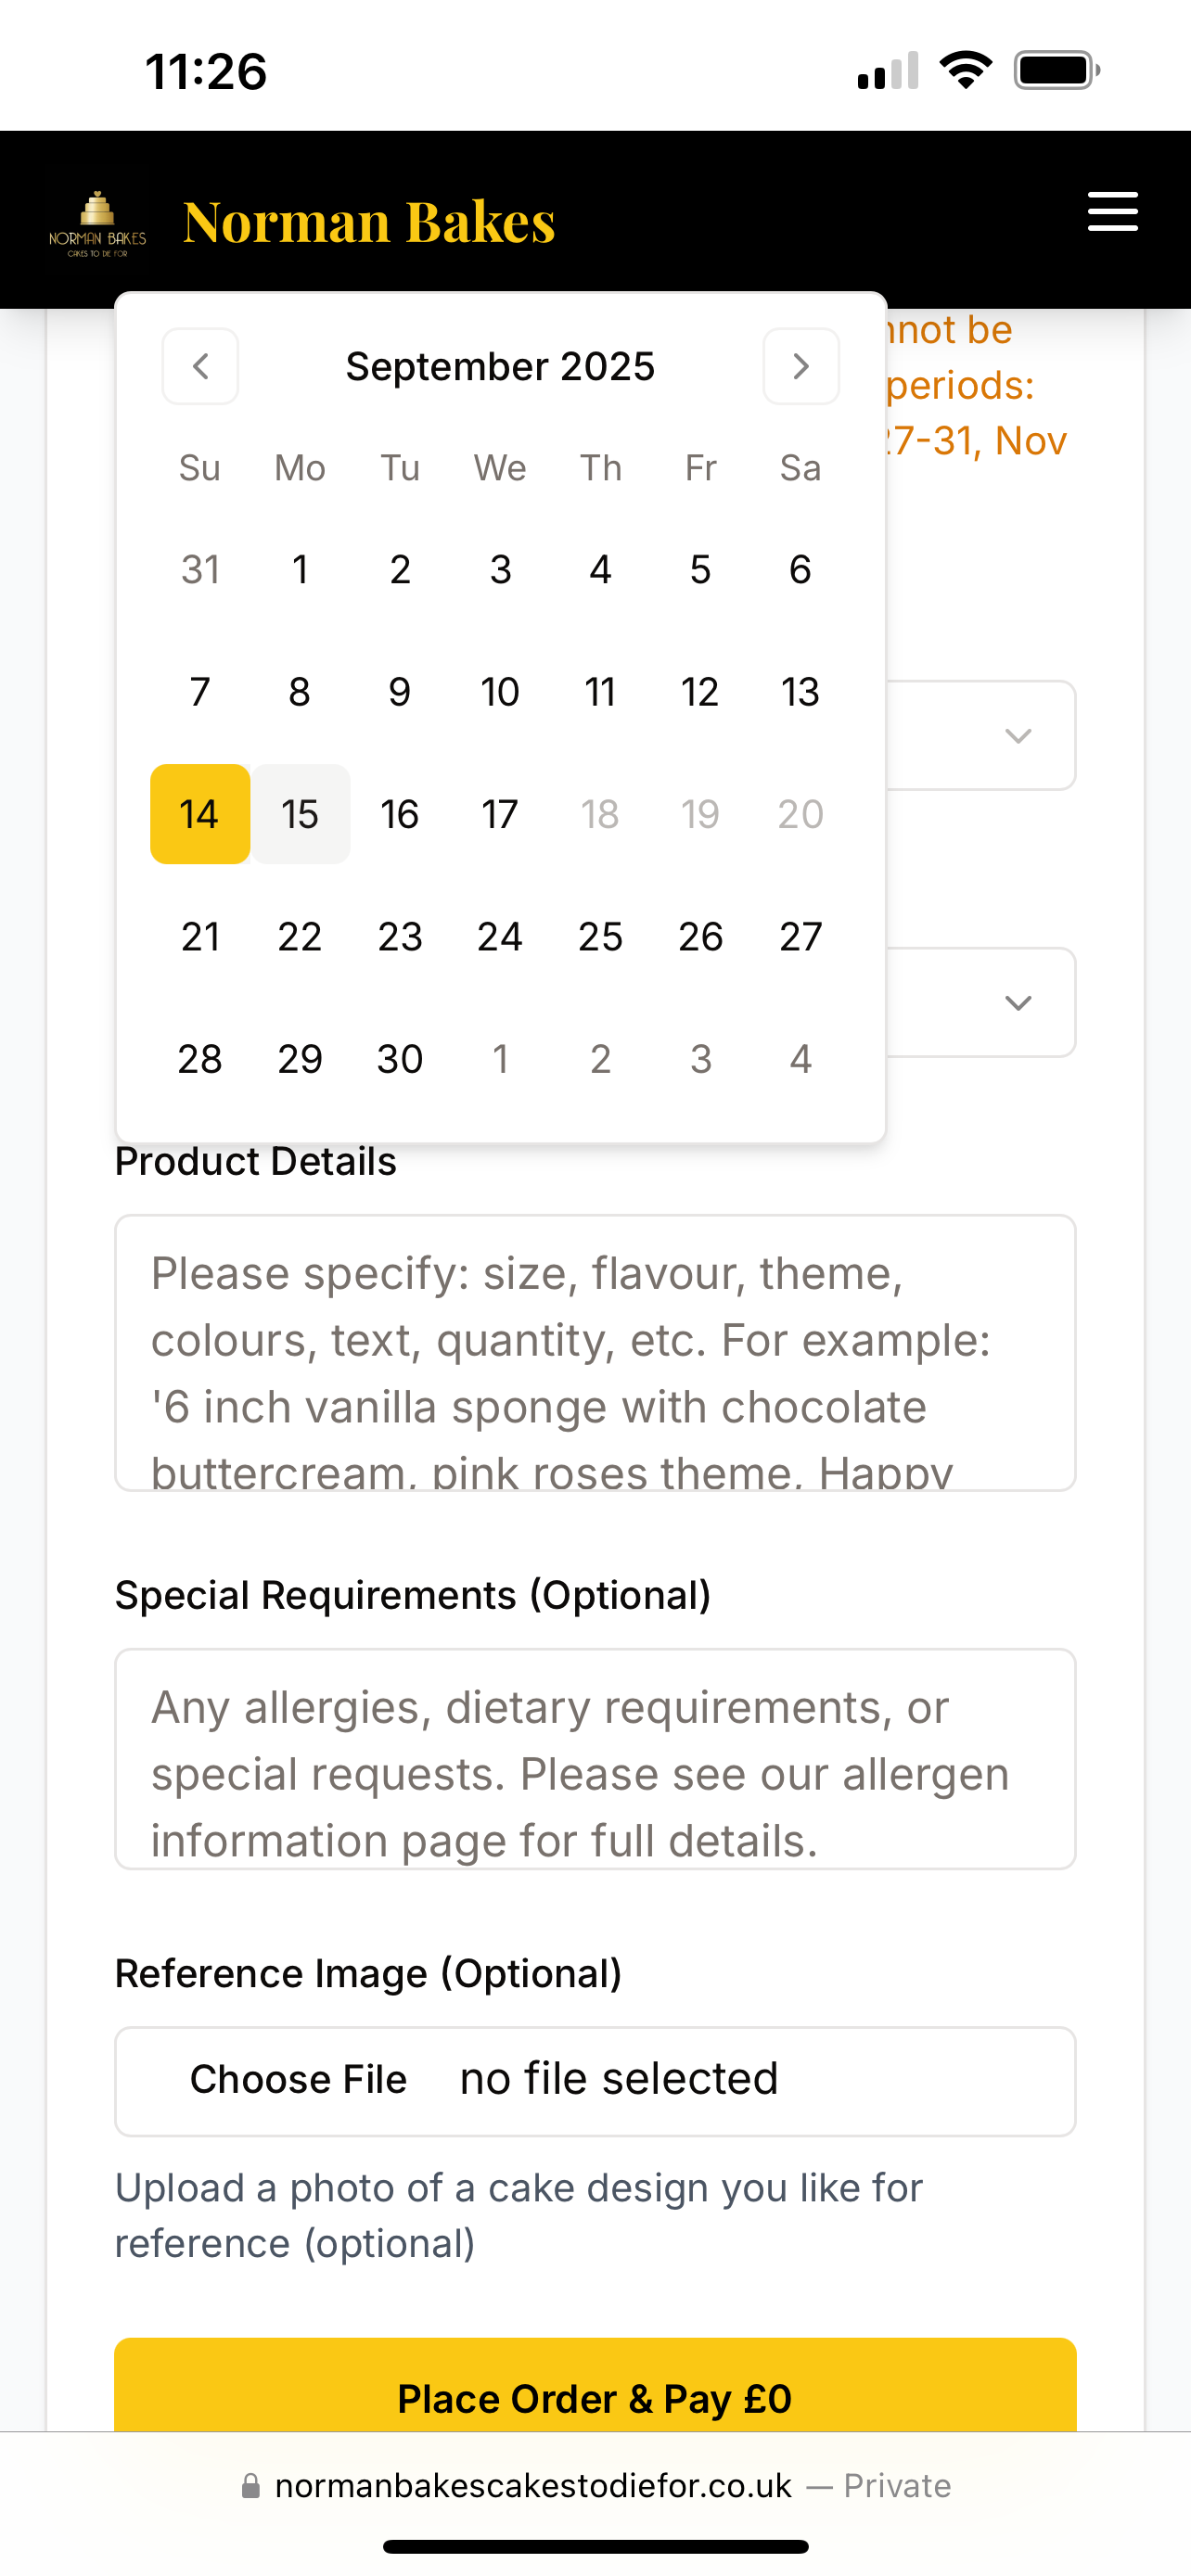 11:26
NORMAN BAKES
CAKES TO DIE FOR
Norman Bakes
nnot be
periods:
27-31, Nov
September 2025
Su Mo Tu We Th Fr Sa
31 1 2 3 4 5 6
7 8 9 10 11 12 13
14 15 16 17 18 19 20
21 22 23 24 25 26 27
28 29 30 1 2 3 4
Product Details
Please specify: size, flavour, theme,
colours, text, quantity, etc. For example:
'6 inch vanilla sponge with chocolate
buttercream, pink roses theme, Happy
Special Requirements (Optional)
Any allergies, dietary requirements, or
special requests. Please see our allergen
information page for full details.
Reference Image (Optional)
Choose File no file selected
Upload a photo of a cake design you like for
reference (optional)
Place Order & Pay £0
normanbakescakestodiefor.co.uk — Private